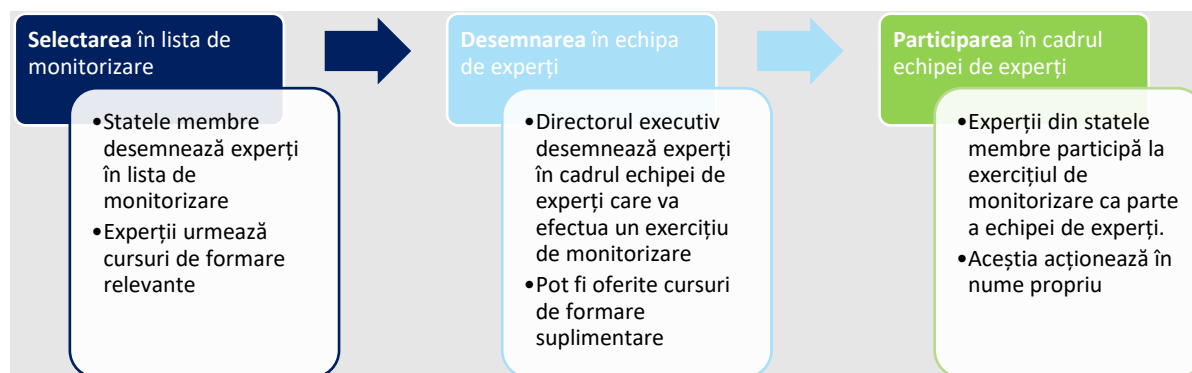 Selectarea în lista de
monitorizare
•Statele membre
desemnează experți
în lista de
monitorizare
•Experții urmează
cursuri de formare
relevante
Desemnarea în echipa
de experți
•Directorul executiv
desemnează experți
în cadrul echipei de
experți care va
efectua un exercițiu
de monitorizare
•Pot fi oferite cursuri
de formare
suplimentare
Participarea în cadrul
echipei de experți
•Experții din statele
membre participă la
exercițiul de
monitorizare ca parte
a echipei de experți.
•Aceștia acționează în
nume propriu